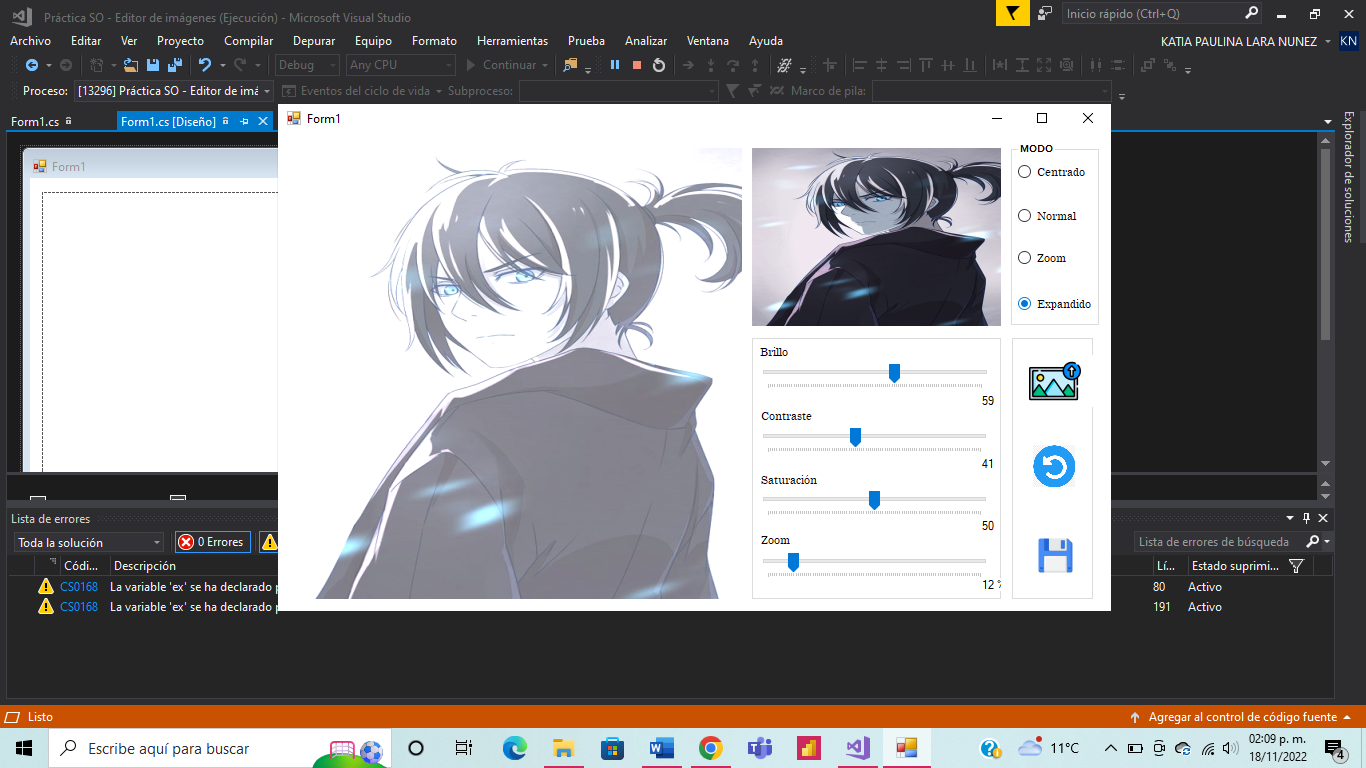 Práctica SO - Editor de imágenes (Ejecución) - Microsoft Visual Studio
Inicio rápido (Ctrl+Q)
Archivo Editar Ver Proyecto Compilar Depurar Equipo Formato Herramientas Prueba Analizar Ventana Ayuda
KATIA PAULINA LARA NUNEZ KN
Debug Any CPU Continuar
Proceso: [13296] Práctica SO - Editor de imá Eventos del ciclo de vida Subproceso: Marco de pila:
Form1.cs Form1.cs [Diseño]
Explorador de soluciones
Form1
Form1
MODO
Centrado
Normal
Zoom
Expandido
Brillo
59
Contraste
41
Saturación
50
Zoom
12 %
Lista de errores
Toda la solución 0 Errores
Lista de errores de búsqueda
Códi... Descripción Lí... Estado suprimi...
CS0168 La variable 'ex' se ha declarado 80 Activo
CS0168 La variable 'ex' se ha declarado 191 Activo
Listo
Agregar al control de código fuente
Escribe aquí para buscar
11°C
02:09 p. m.
18/11/2022
4